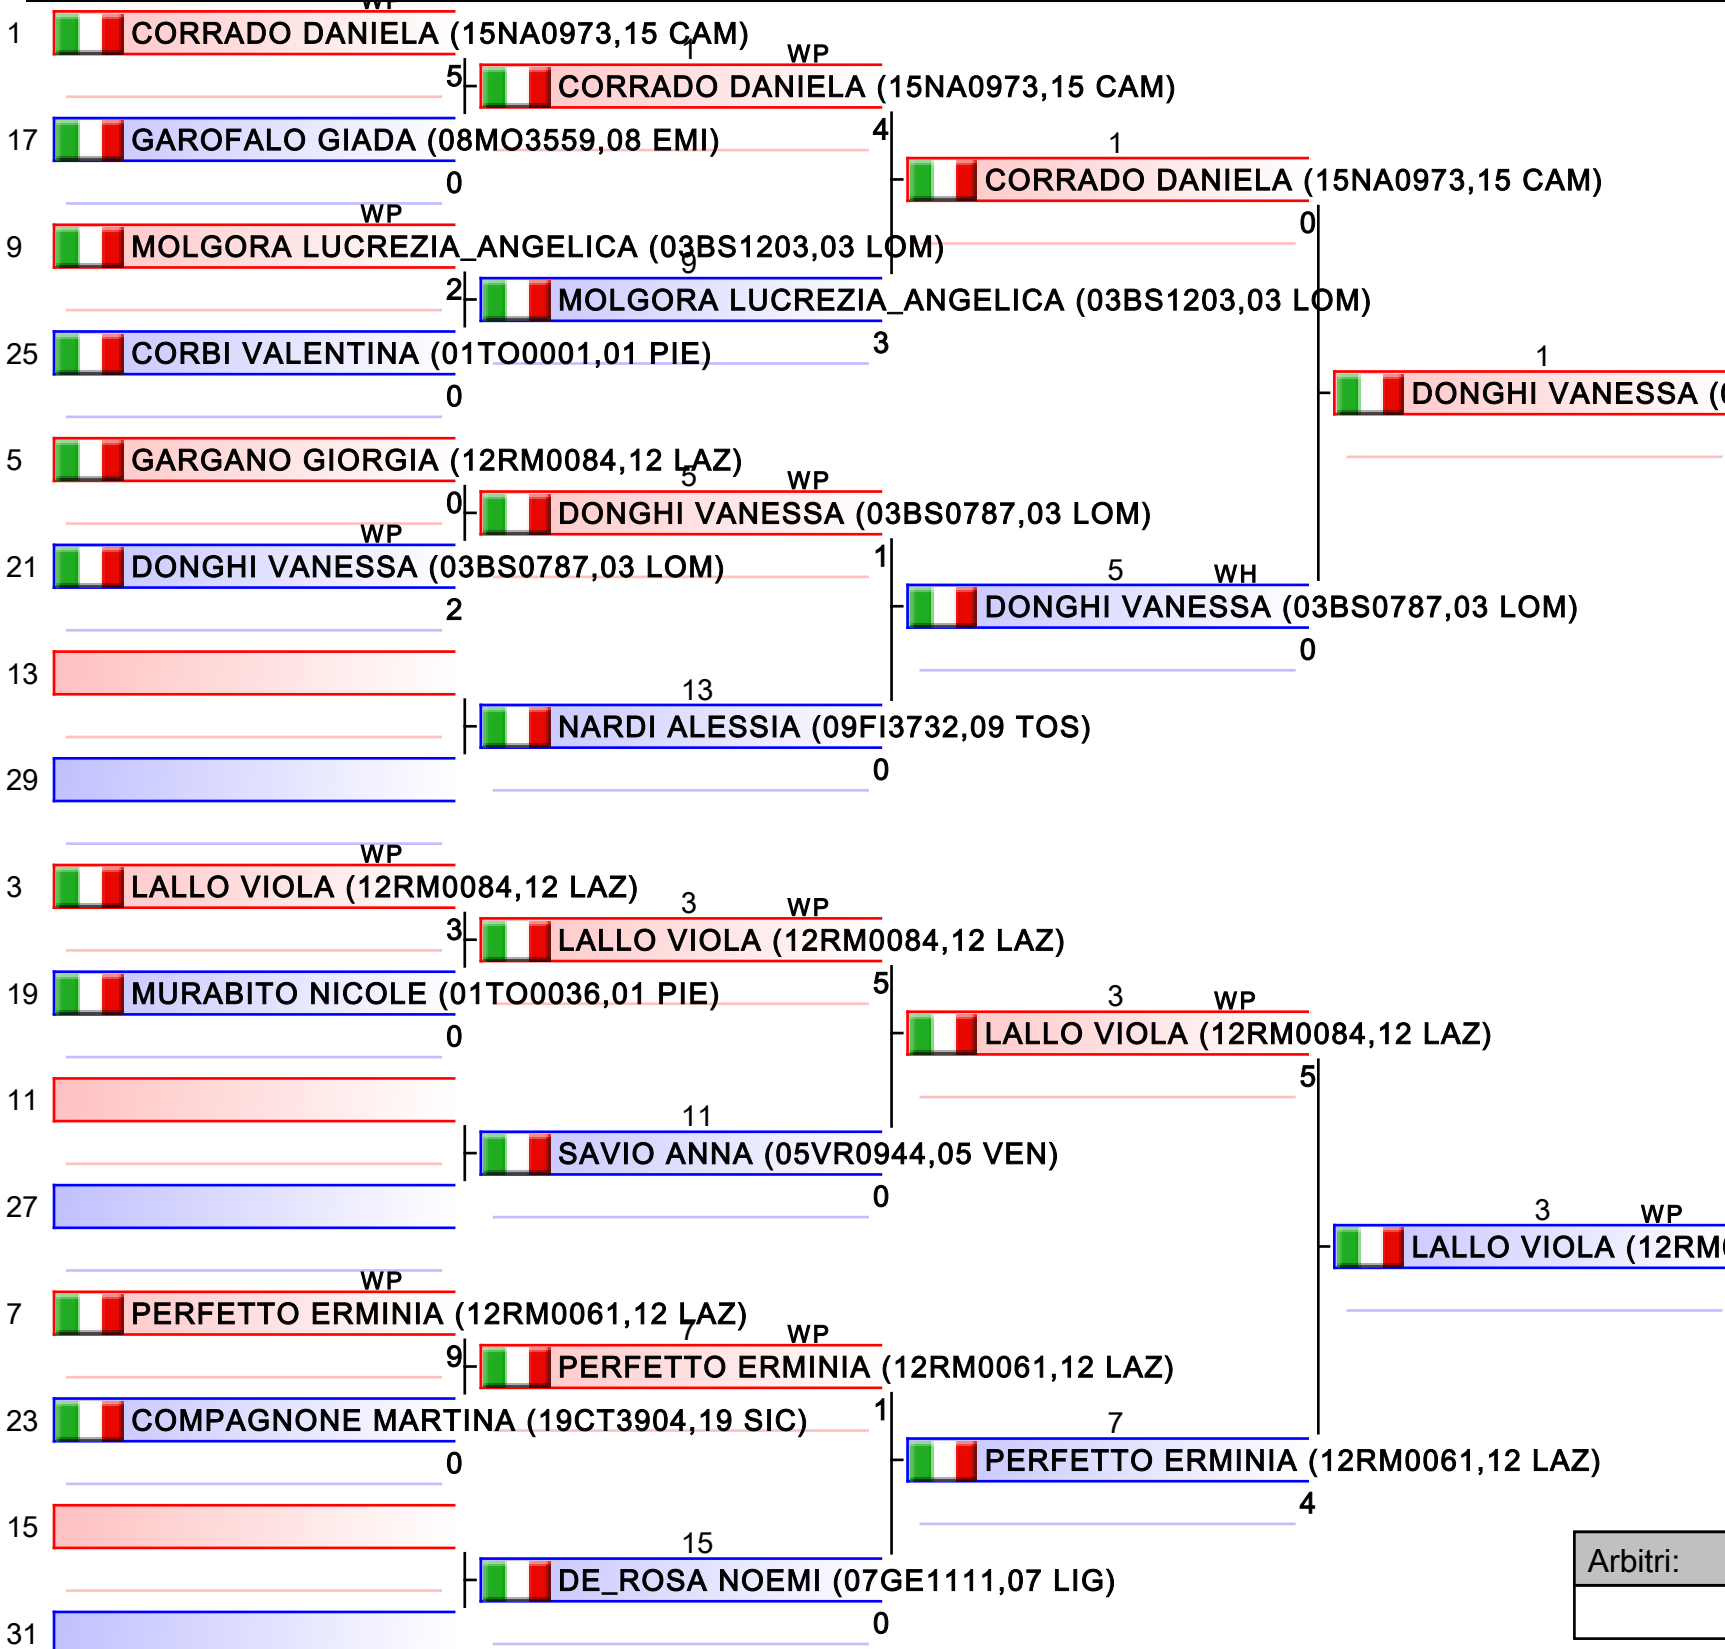 WP
1 CORRADO DANIELA (15NA0973,15 CAM)
5
17 GAROFALO GIADA (08MO3559,08 EMI)
0
WP
9 MOLGORA LUCREZIA_ANGELICA (03BS1203,03 LOM)
2
25 CORBI VALENTINA (01TO0001,01 PIE)
0
5 GARGANO GIORGIA (12RM0084,12 LAZ)
0
WP
21 DONGHI VANESSA (03BS0787,03 LOM)
2
13
29
WP
3 LALLO VIOLA (12RM0084,12 LAZ)
3
19 MURABITO NICOLE (01TO0036,01 PIE)
0
11
27
WP
7 PERFETTO ERMINIA (12RM0061,12 LAZ)
9
23 COMPAGNONE MARTINA (19CT3904,19 SIC)
0
15
31
1 WP
CORRADO DANIELA (15NA0973,15 CAM)
4
9
MOLGORA LUCREZIA_ANGELICA (03BS1203,03 LOM)
3
5 WP
DONGHI VANESSA (03BS0787,03 LOM)
1
13
NARDI ALESSIA (09FI3732,09 TOS)
0
3 WP
LALLO VIOLA (12RM0084,12 LAZ)
5
11
SAVIO ANNA (05VR0944,05 VEN)
0
7 WP
PERFETTO ERMINIA (12RM0061,12 LAZ)
1
15
DE_ROSA NOEMI (07GE1111,07 LIG)
0
1
CORRADO DANIELA (15NA0973,15 CAM)
0
5 WH
DONGHI VANESSA (03BS0787,03 LOM)
0
3 WP
LALLO VIOLA (12RM0084,12 LAZ)
5
7
PERFETTO ERMINIA (12RM0061,12 LAZ)
4
1
DONGHI VANESSA (0
3 WP
LALLO VIOLA (12RM0
Arbitri: